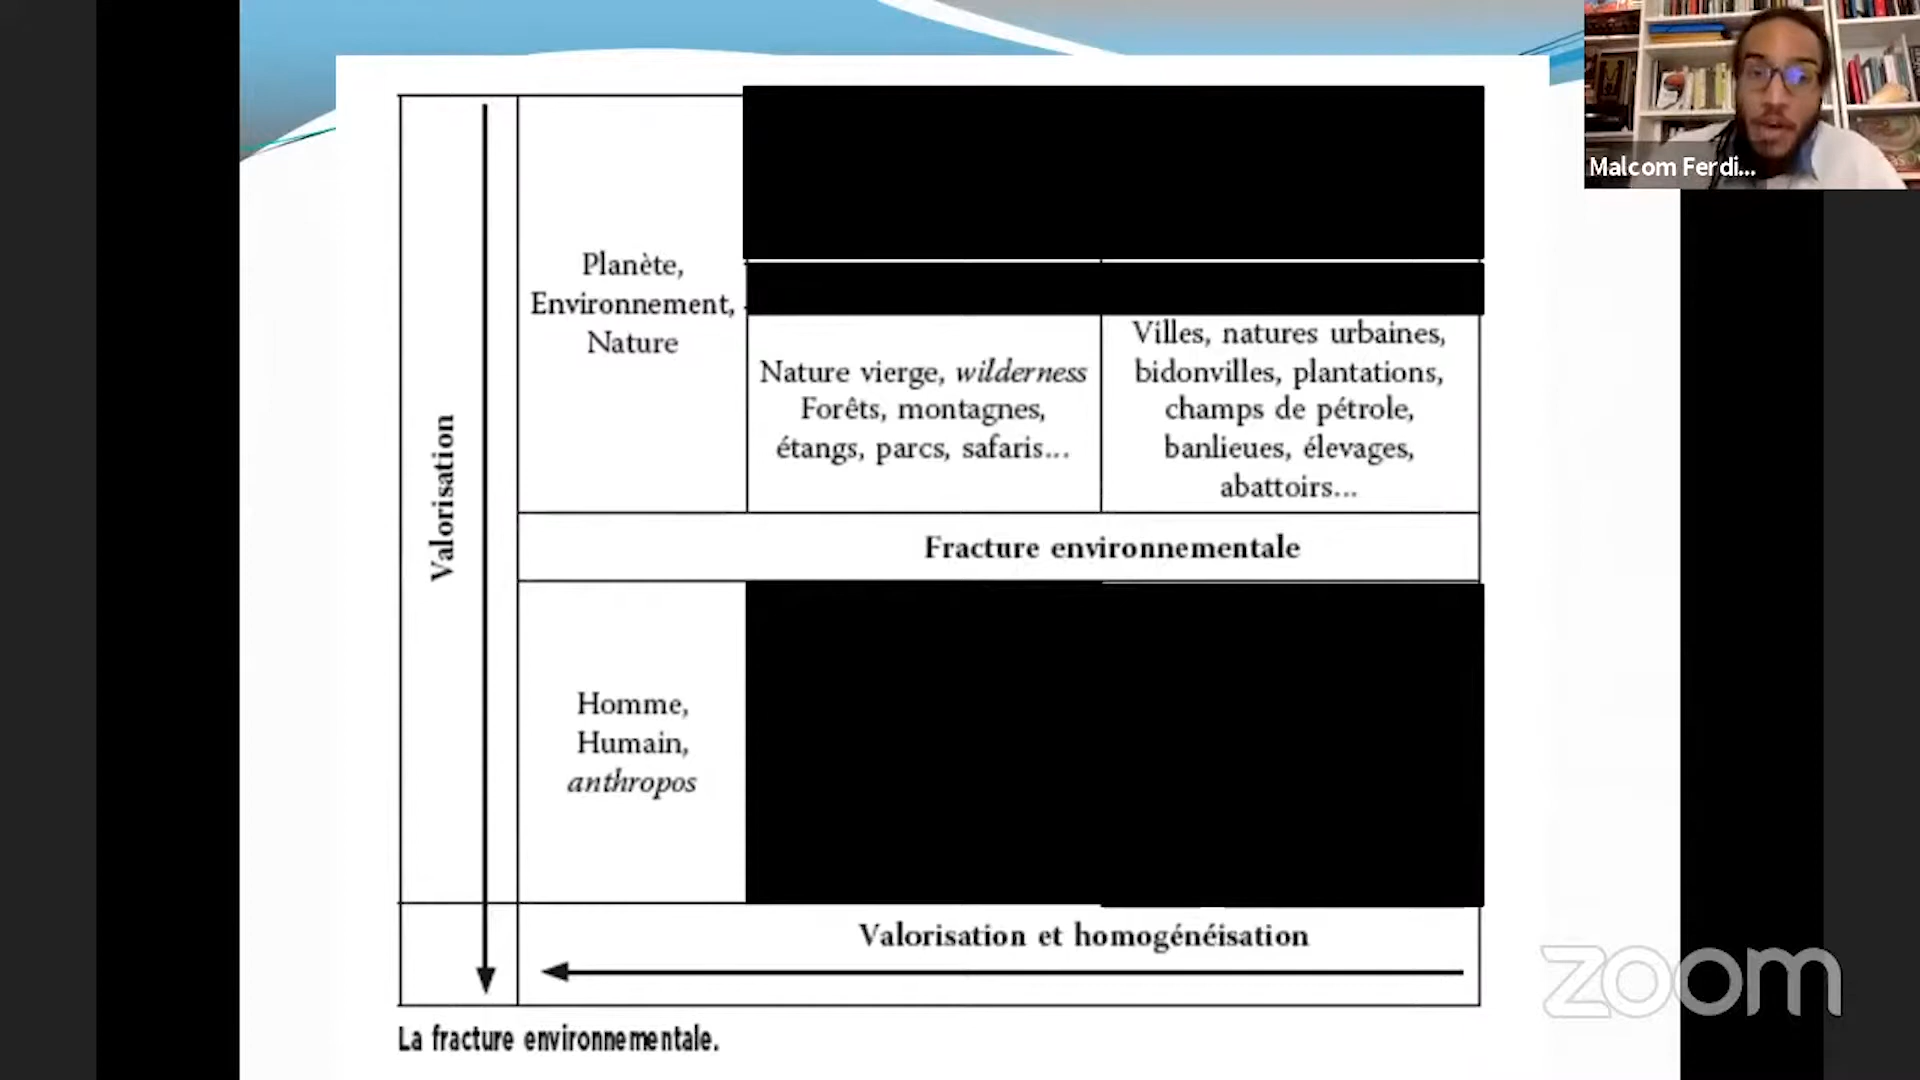 Malcom Ferdi...
Planète,
Environnement,
Nature
Nature vierge, wilderness
Forêts, montagnes,
étangs, parcs, safaris...
Villes, natures urbaines,
bidonvilles, plantations,
champs de pétrole,
banlieues, élevages,
abattoirs...
Valorisation
Fracture environnementale
Homme,
Humain,
anthropos
Valorisation et homogénéisation
La fracture environnementale.
zoom